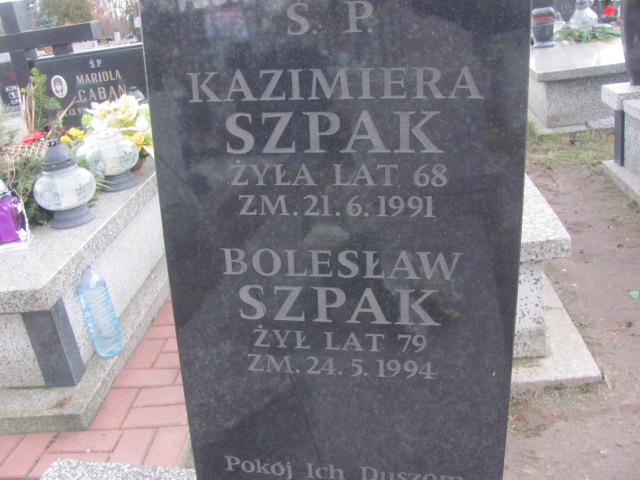 Ś. P.
KAZIMIERA
SZPAK
ŻYŁA LAT 68
ZM. 21. 6. 1991
BOLESŁAW
SZPAK
ŻYŁ LAT 79
ZM. 24. 5. 1994
Pokój Ich Duszom
Ś.P
MARIOLA
CABAN